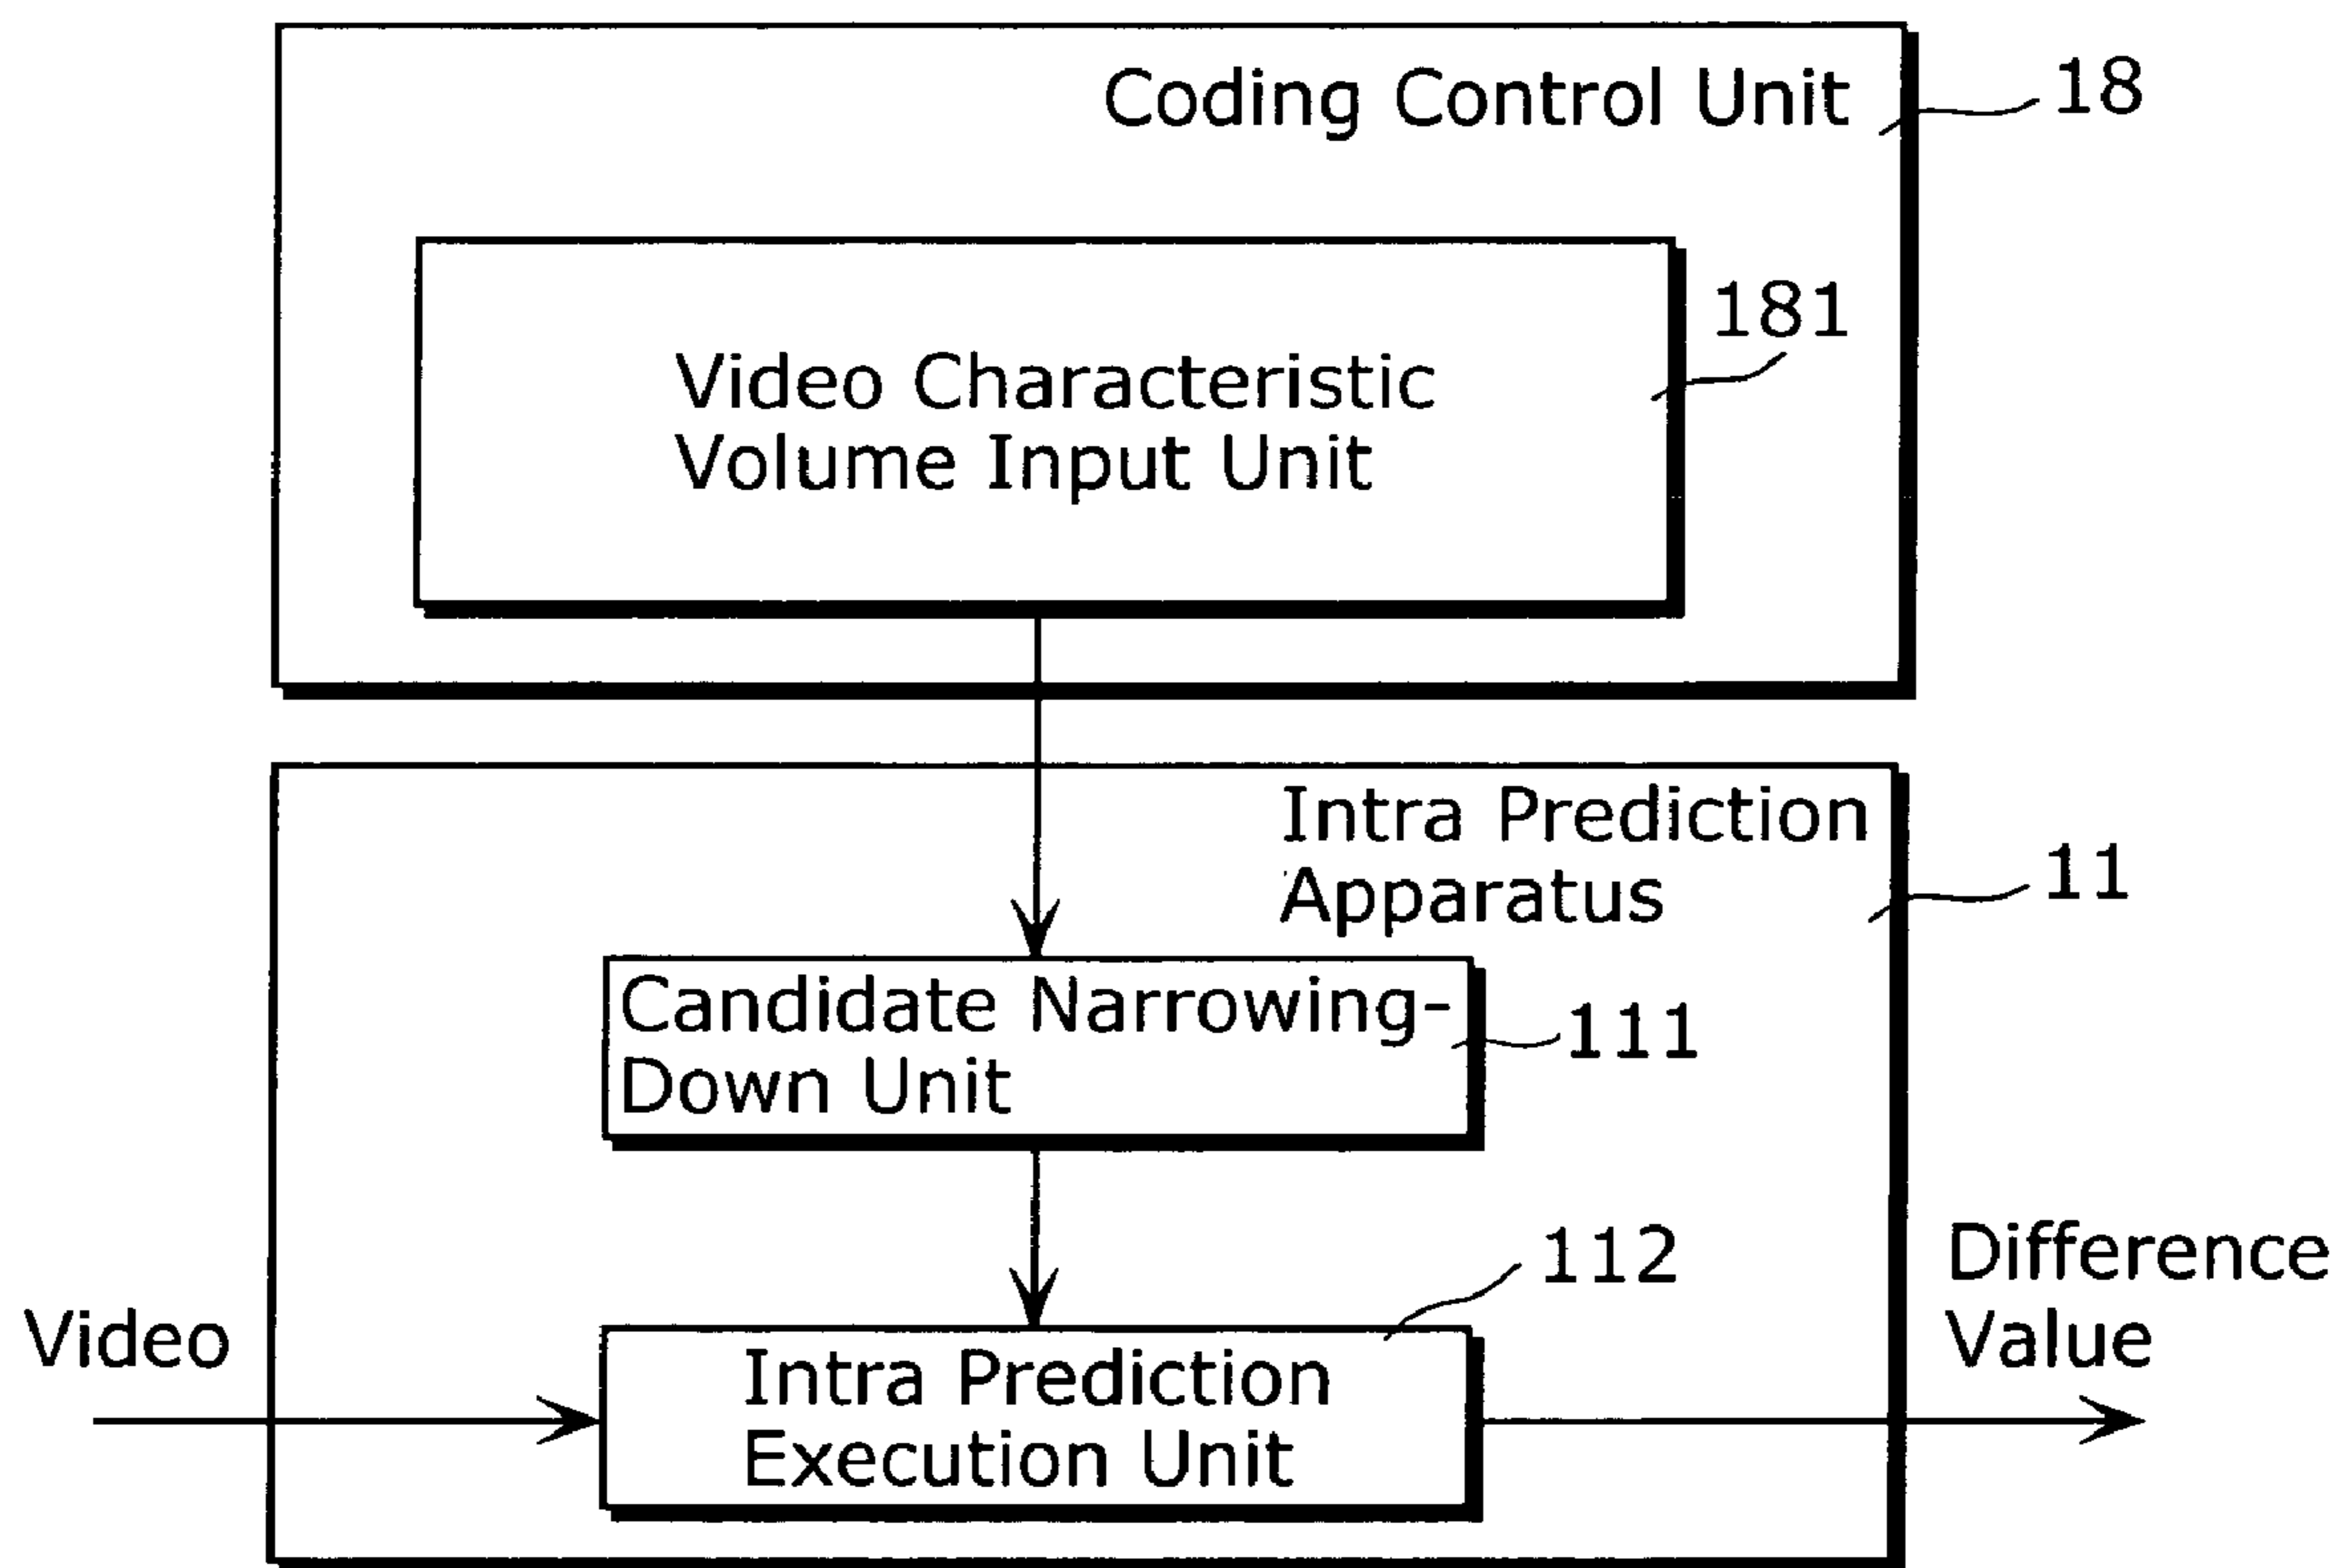 Coding Control Unit
18
181
Video Characteristic
Volume Input Unit
Intra Prediction
Apparatus
11
Candidate Narrowing-
Down Unit
111
112
Difference
Value
Video
Intra Prediction
Execution Unit